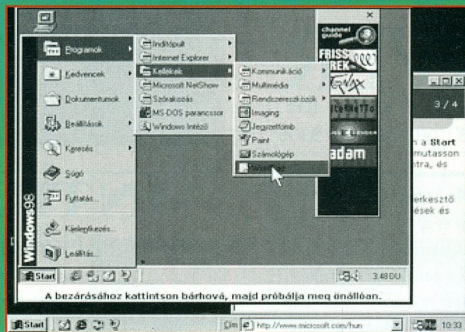 channel
guide
FRISS
Programok
Kedvencek
Dokumentumok
Beállítások
Keresés
Súgó
Futtatás...
Kijelentkezés...
Leállítás...
Windows98
Indítópult
Internet Explorer
Kellékek
Microsoft NetShow
Szórakozás
MS-DOS parancssor
Windows Intéző
Kommunikáció
Multimédia
Rendszereszközök
Imaging
Jegyzettömb
Paint
Számológép
adam
3 / 4
a Start
mutasson
és
erkesztő
ések és
Start
3:48 DU
A bezárásához kattintson bárhová, majd próbálja meg önállóan.
Start
Cím
http://www.microsoft.com/hun
10:33